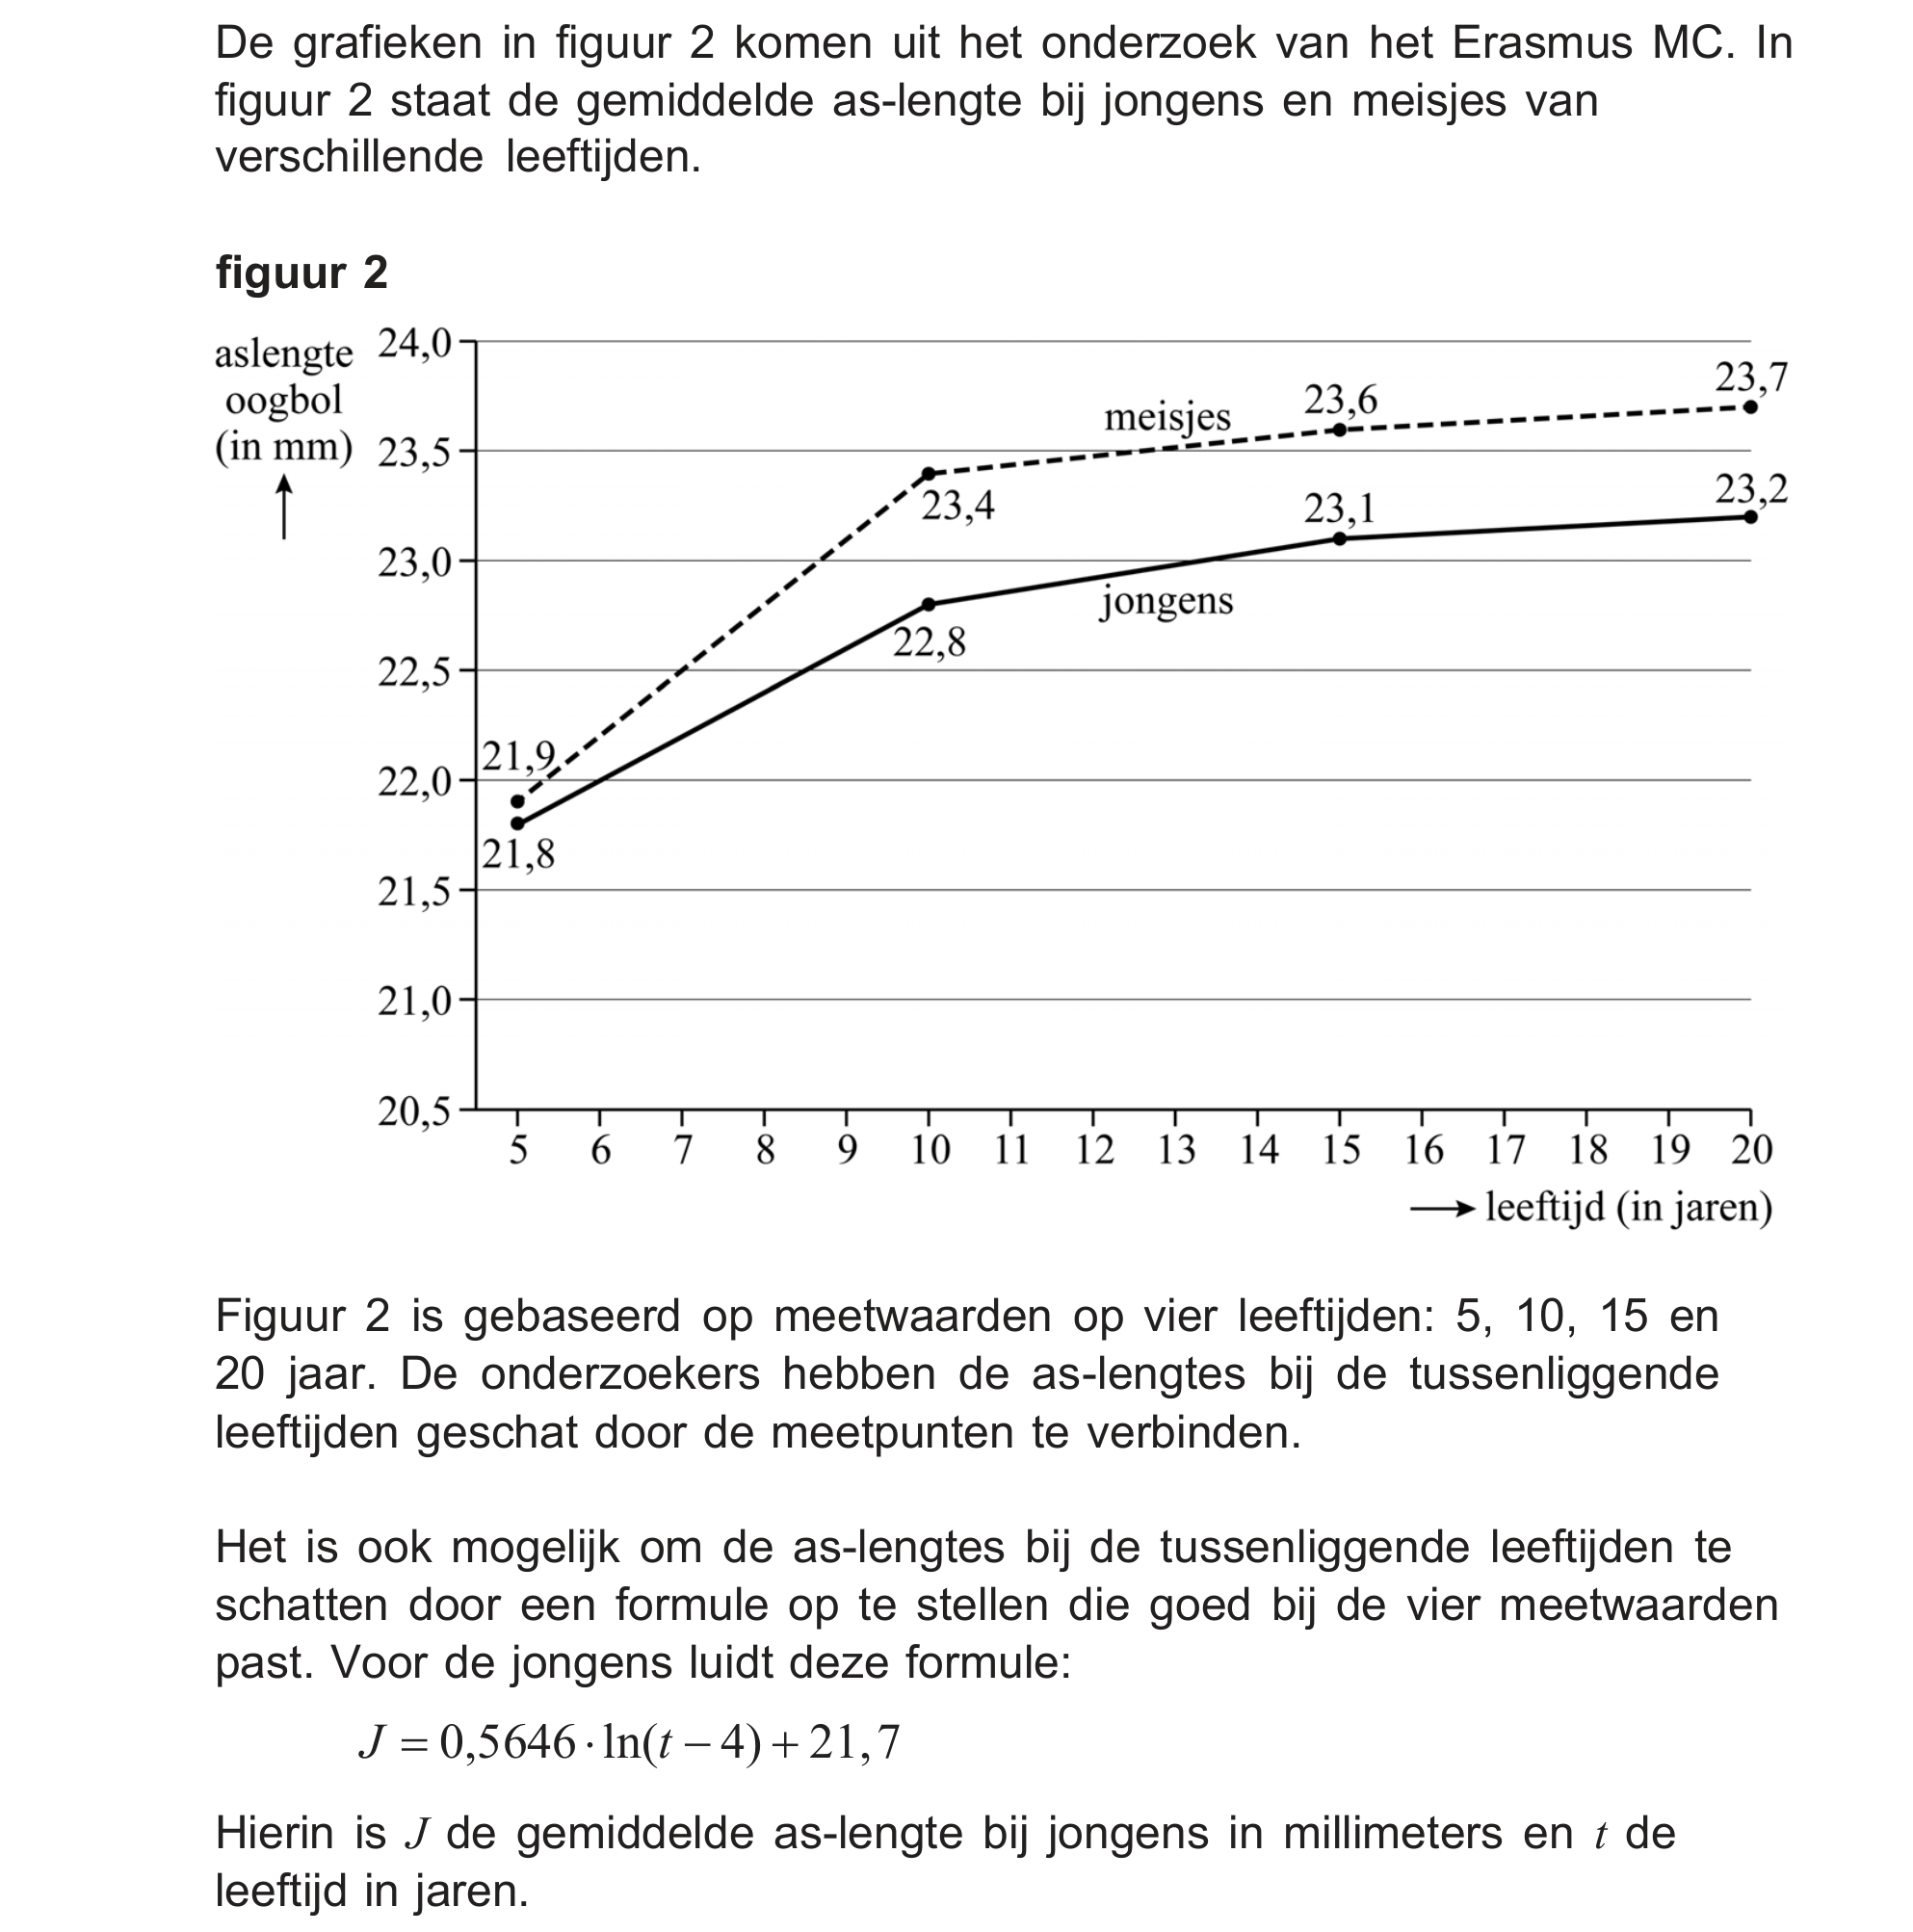 De grafieken in figuur 2 komen uit het onderzoek van het Erasmus MC. In
figuur 2 staat de gemiddelde as-lengte bij jongens en meisjes van
verschillende leeftijden.
figuur 2
aslengte
oogbol
(in mm)
24,0
23,5
23,0
22,5
22,0
21,5
21,0
20,5
meisjes
21,9
23,4
23,6
23,7
jongens
21,8
22,8
23,1
23,2
5 6 7 8 9 10 11 12 13 14 15 16 17 18 19 20
leeftijd (in jaren)
Figuur 2 is gebaseerd op meetwaarden op vier leeftijden: 5, 10, 15 en
20 jaar. De onderzoekers hebben de as-lengtes bij de tussenliggende
leeftijden geschat door de meetpunten te verbinden.
Het is ook mogelijk om de as-lengtes bij de tussenliggende leeftijden te
schatten door een formule op te stellen die goed bij de vier meetwaarden
past. Voor de jongens luidt deze formule:
J = 0,5646 · ln(t − 4) + 21,7
Hierin is J de gemiddelde as-lengte bij jongens in millimeters en t de
leeftijd in jaren.